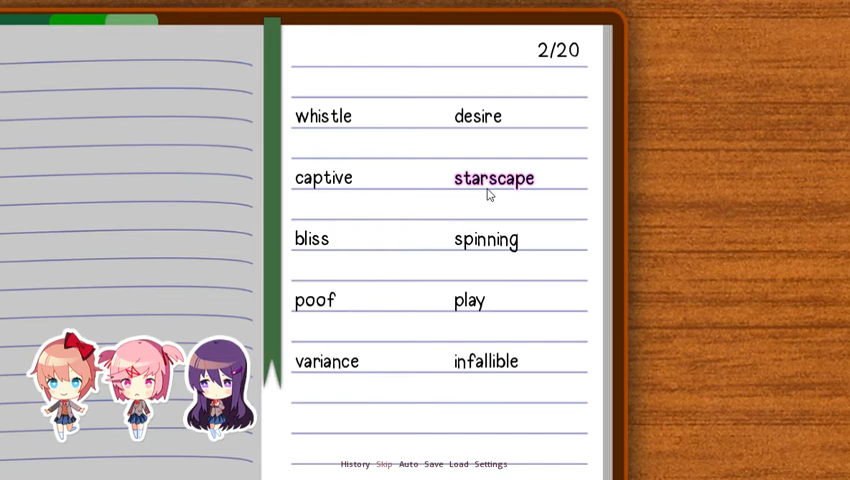 2/20
whistle desire
captive starscape
bliss spinning
poof play
variance infallible
History Skip Auto Save Load Settings